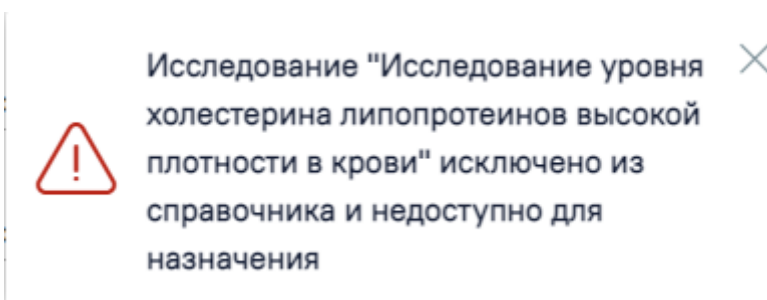 Исследование "Исследование уровня
холестерина липопротеинов высокой
плотности в крови" исключено из
справочника и недоступно для
назначения